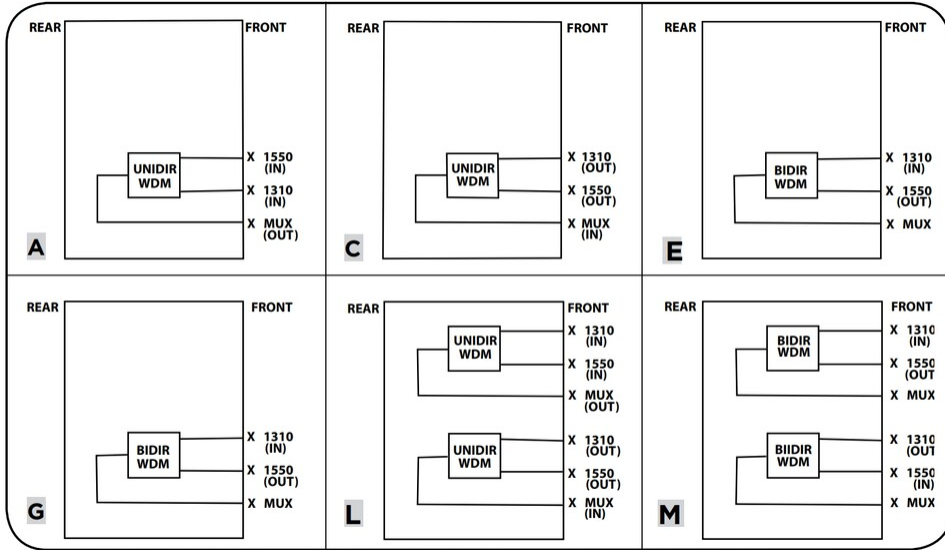 REAR FRONT
UNIDIR
WDM
X 1550
(IN)
X 1310
(IN)
X MUX
(OUT)
A
REAR FRONT
UNIDIR
WDM
X 1310
(OUT)
X 1550
(OUT)
X MUX
(IN)
C
REAR FRONT
BIDIR
WDM
X 1310
(IN)
X 1550
(OUT)
X MUX
E
REAR FRONT
BIDIR
WDM
X 1310
(IN)
X 1550
(OUT)
X MUX
G
REAR FRONT
UNIDIR
WDM
X 1310
(IN)
X 1550
(IN)
X MUX
(OUT)
UNIDIR
WDM
X 1310
(OUT)
X 1550
(OUT)
X MUX
(IN)
L
REAR FRONT
BIDIR
WDM
X 1310
(IN)
X 1550
(OUT
X MUX
BIIDIR
WDM
X 1310
(OUT
X 1550
(IN)
X MUX
M